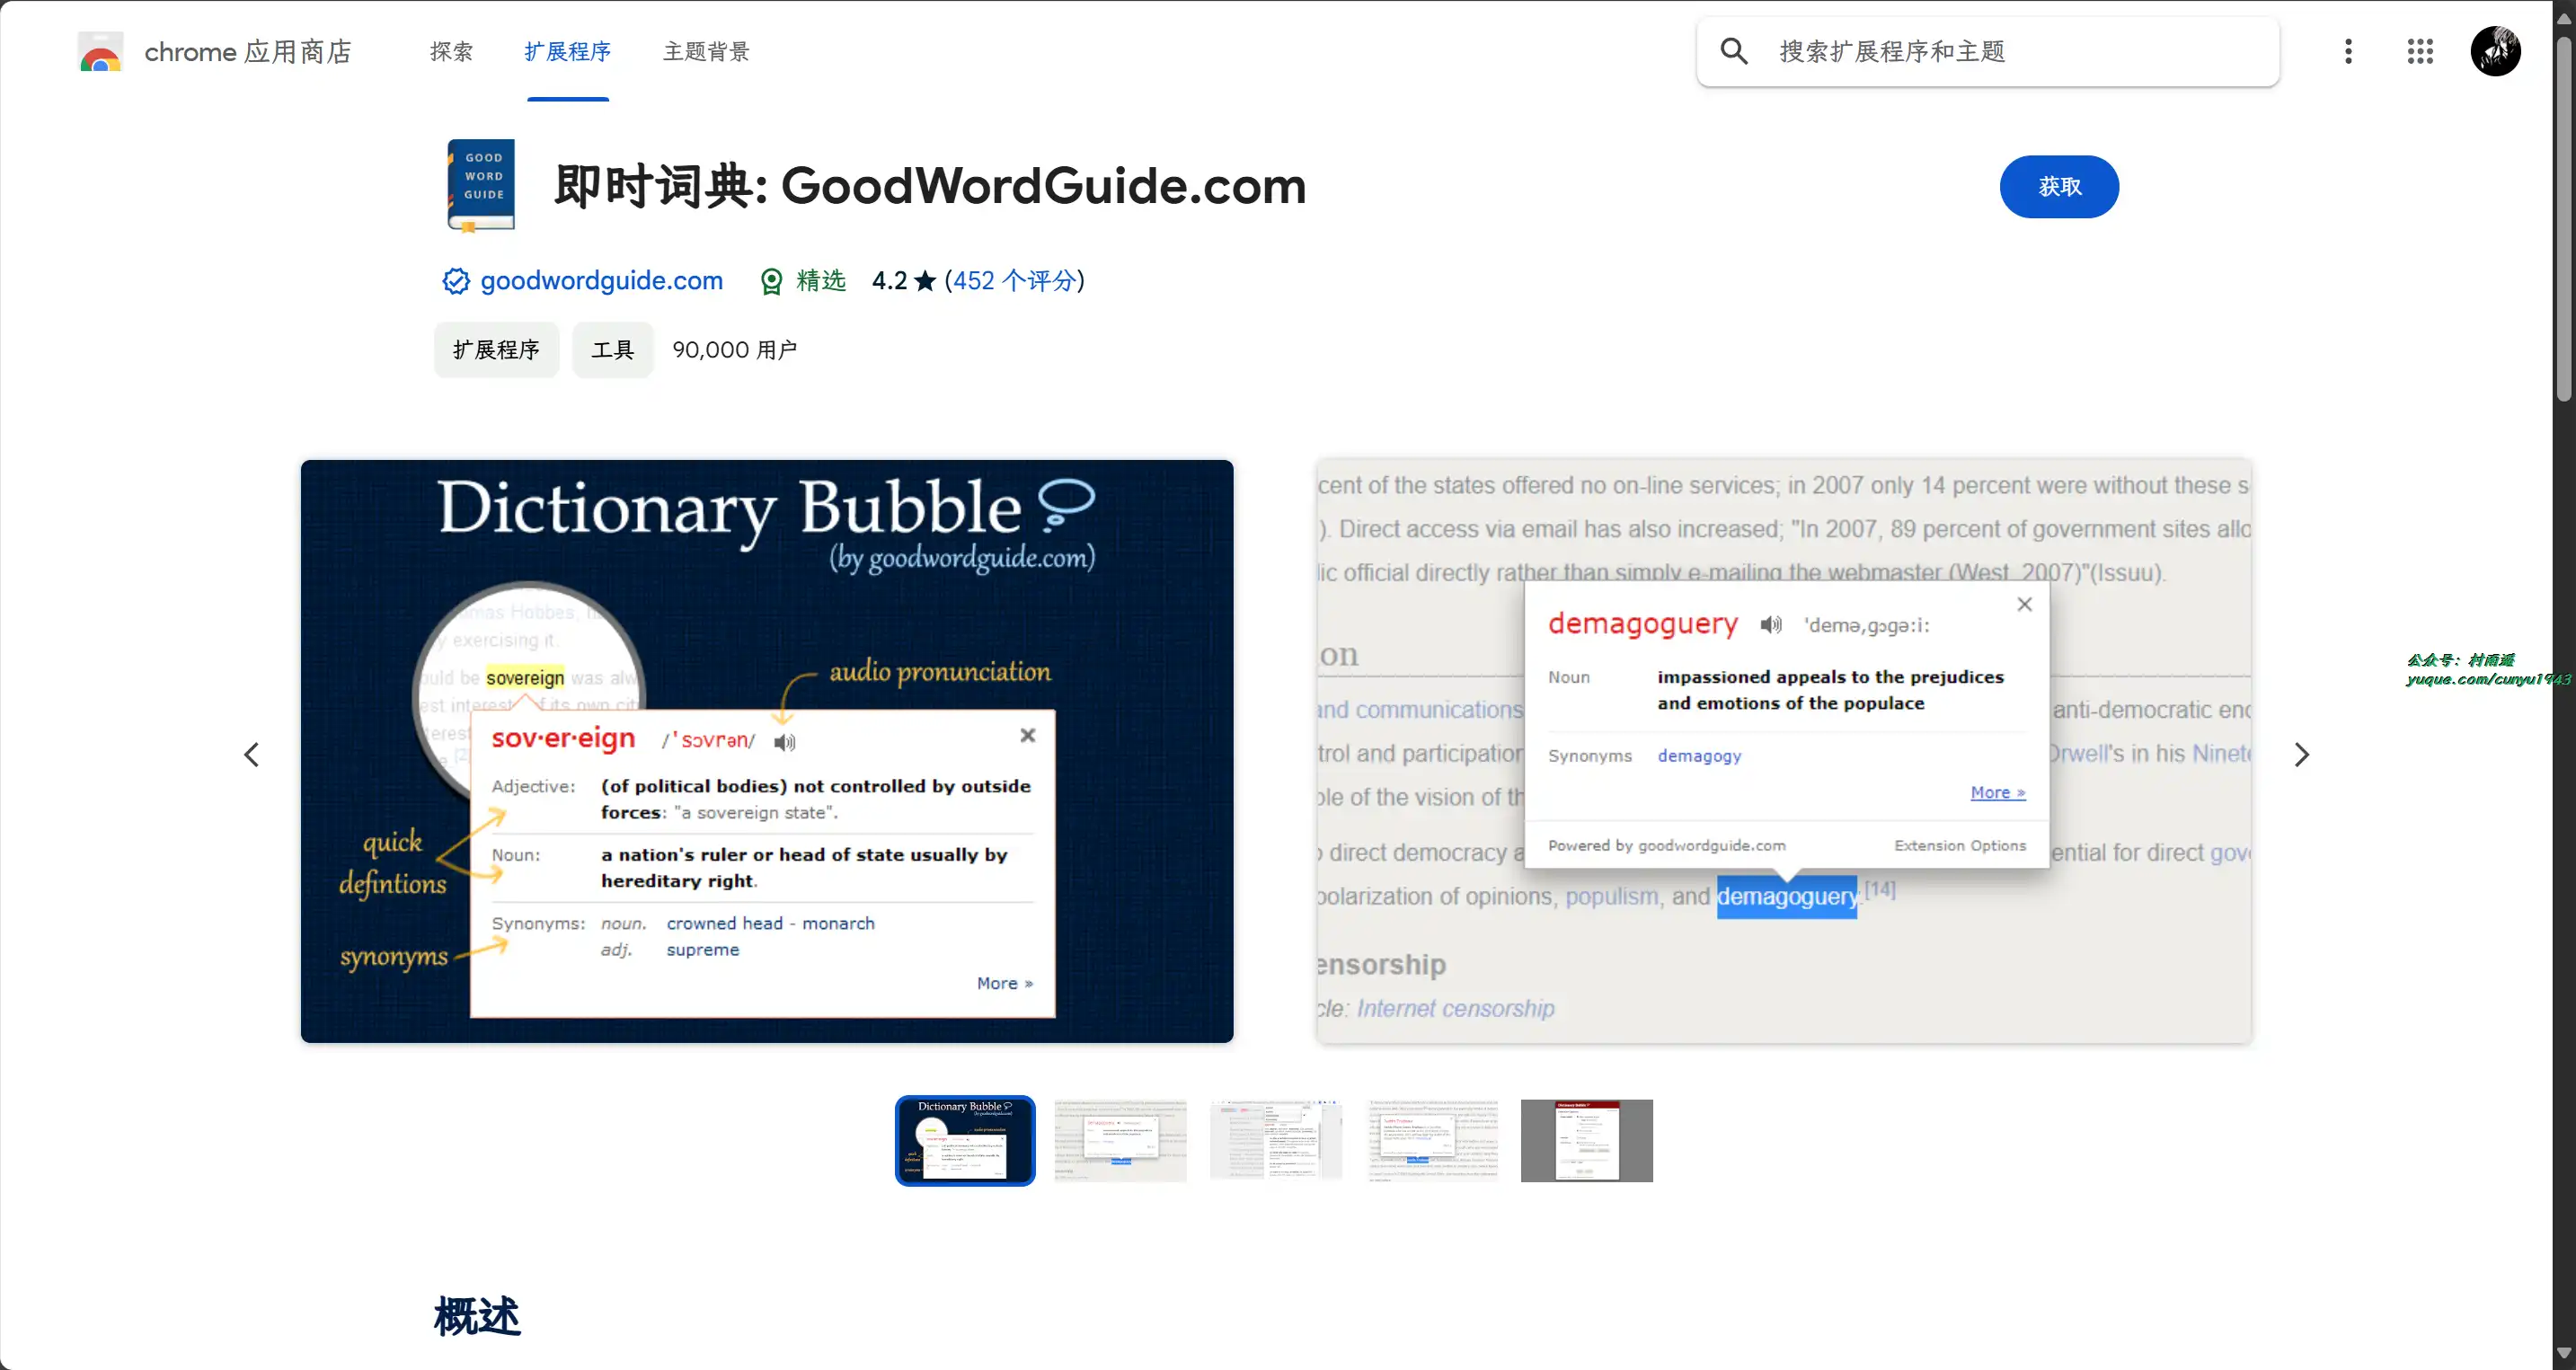 chrome 应用商店
探索
扩展程序
主题背景
搜索扩展程序和主题
GOOD
WORD
GUIDE
即时词典: GoodWordGuide.com
获取
goodwordguide.com
精选
4.2 ★ (452 个评分)
扩展程序
工具
90,000 用户
Dictionary Bubble
(by goodwordguide.com)
omas Hobbes,
y exercising it.
ould be sovereign was alw
est interest of its own cit
audio pronunciation
sov·er·eign /ˈsɔvrən/
Adjective: (of political bodies) not controlled by outside
forces: "a sovereign state".
Noun: a nation's ruler or head of state usually by
hereditary right.
Synonyms: noun. crowned head - monarch
adj. supreme
More »
quick
defintions
synonyms
cent of the states offered no on-line services; in 2007 only 14 percent were without these s
). Direct access via email has also increased; "In 2007, 89 percent of government sites allo
lic official directly rather than simply e-mailing the webmaster (West, 2007)"(Issuu).
on
demagoguery 'demə,gɔgə:i:
Noun impassioned appeals to the prejudices
and emotions of the populace
Synonyms demagogy
More »
Powered by goodwordguide.com Extension Options
and communications
anti-democratic enc
trol and participation
Orwell's in his Ninete
ple of the vision of th
o direct democracy a
ential for direct gove
polarization of opinions, populism, and demagoguery.[14]
ensorship
cle: Internet censorship
公众号：村雨遥
yuque.com/cunyu1943
Dictionary Bubble
概述